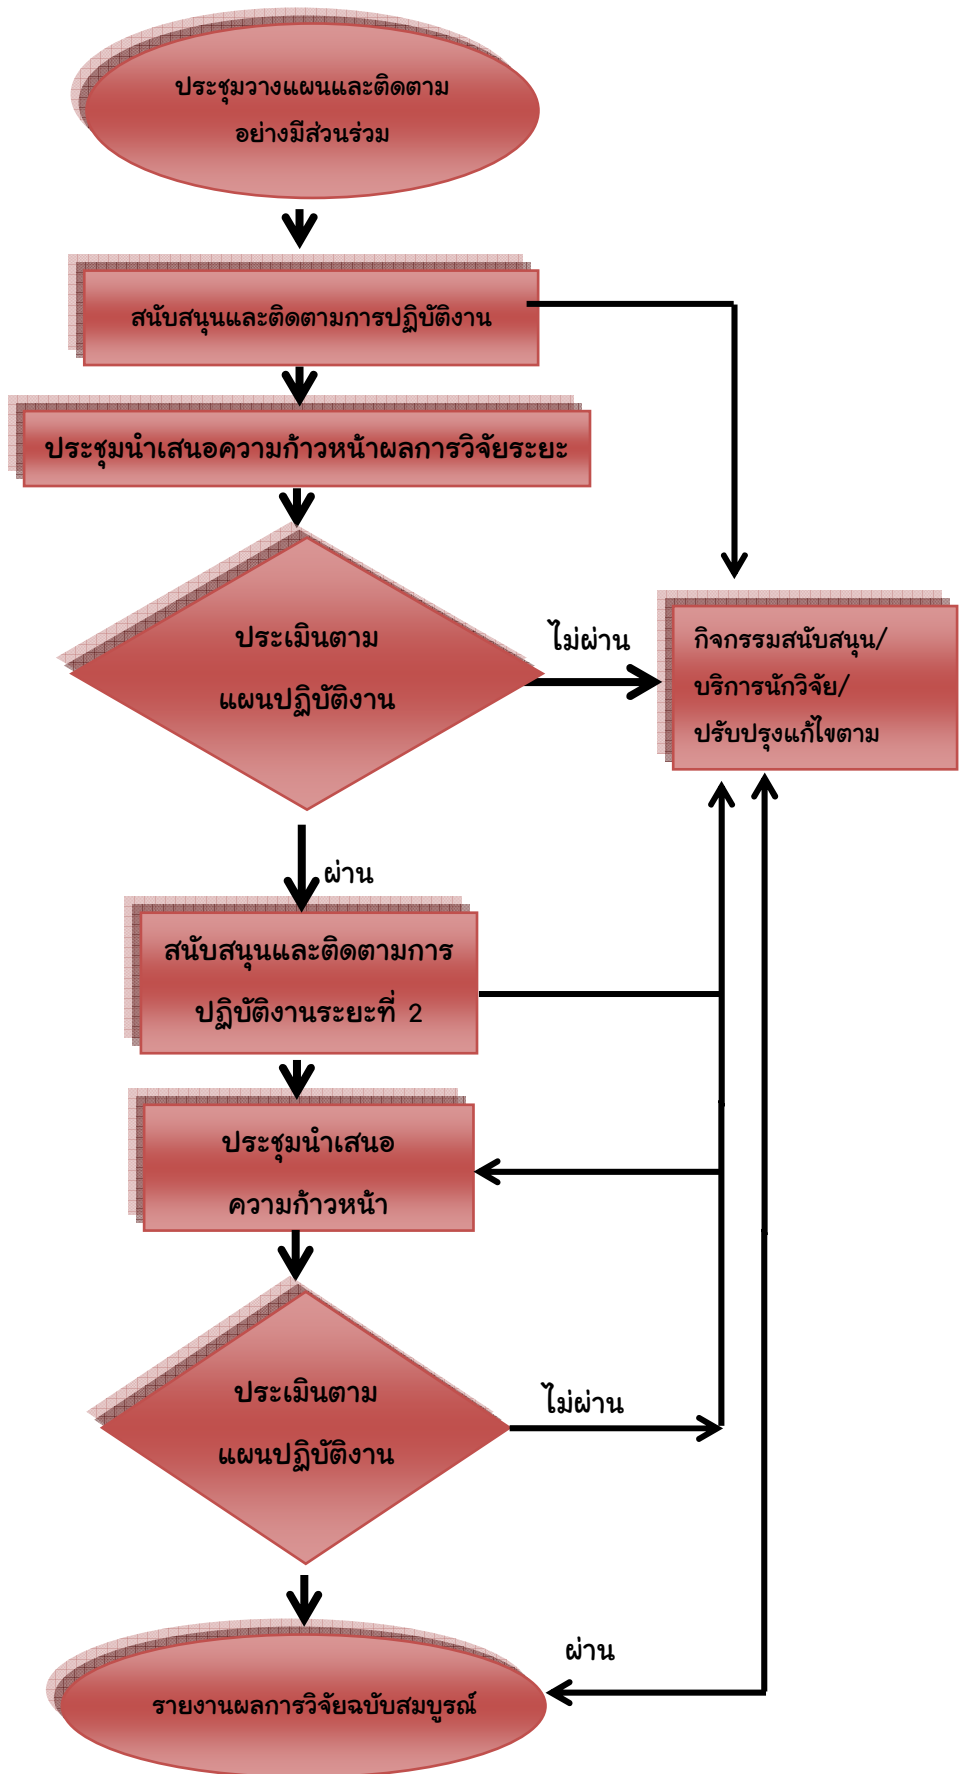 ประชุมวางแผนและติดตาม
อย่างมีส่วนร่วม
สนับสนุนและติดตามการปฏิบัติงาน
ประชุมนำเสนอความก้าวหน้าผลการวิจัยระยะ
ประเมินตาม
แผนปฏิบัติงาน
ไม่ผ่าน
กิจกรรมสนับสนุน/
บริการนักวิจัย/
ปรับปรุงแก้ไขตาม
ผ่าน
สนับสนุนและติดตามการ
ปฏิบัติงานระยะที่ 2
ประชุมนำเสนอ
ความก้าวหน้า
ประเมินตาม
แผนปฏิบัติงาน
ไม่ผ่าน
ผ่าน
รายงานผลการวิจัยฉบับสมบูรณ์